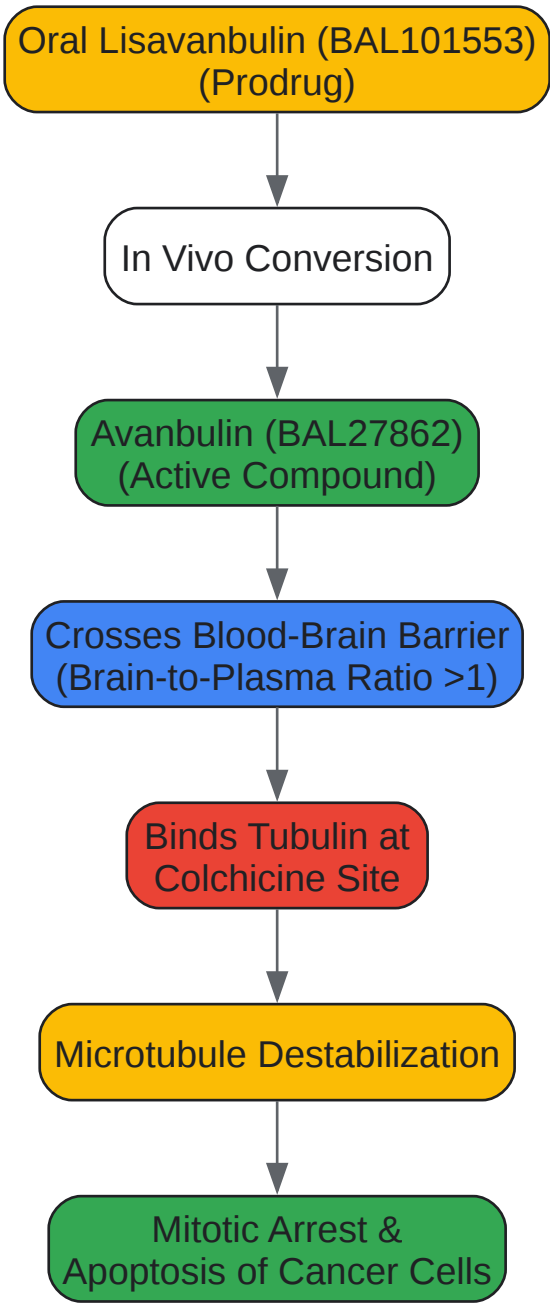 Oral Lisavanbulin (BAL101553)
(Prodrug)
In Vivo Conversion
Avanbulin (BAL27862)
(Active Compound)
Crosses Blood-Brain Barrier
(Brain-to-Plasma Ratio >1)
Binds Tubulin at
Colchicine Site
Microtubule Destabilization
Mitotic Arrest &
Apoptosis of Cancer Cells